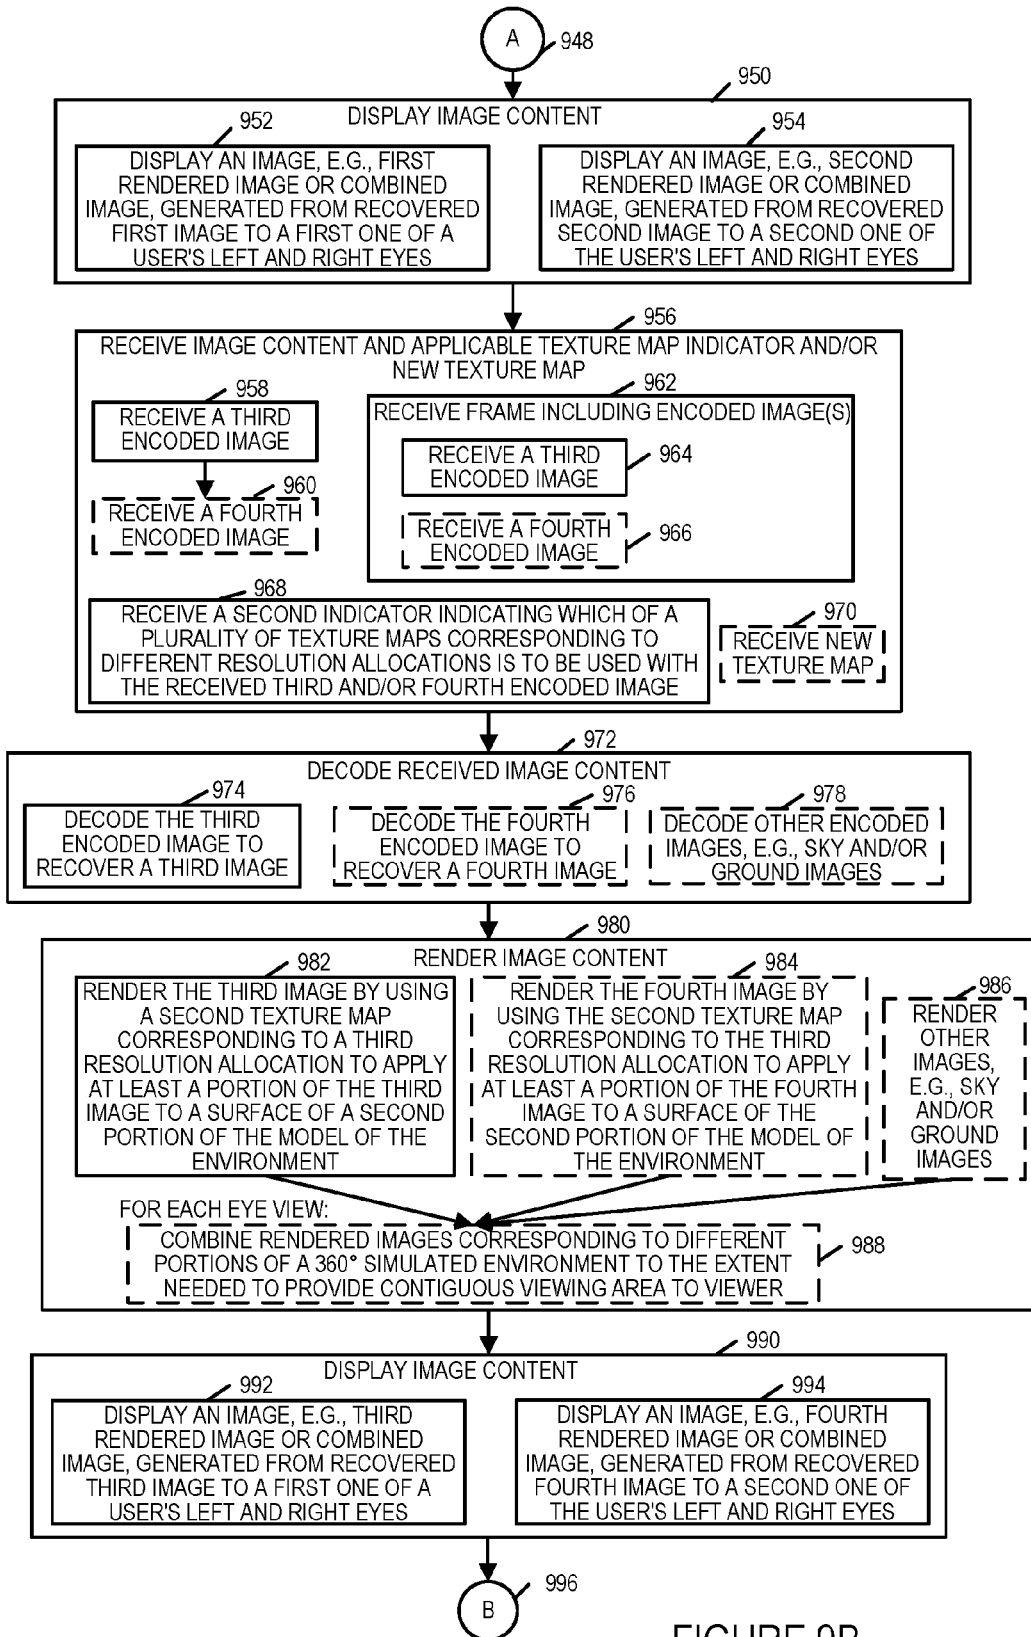 A
948
950
DISPLAY IMAGE CONTENT
952
DISPLAY AN IMAGE, E.G., FIRST
RENDERED IMAGE OR COMBINED
IMAGE, GENERATED FROM RECOVERED
FIRST IMAGE TO A FIRST ONE OF A
USER'S LEFT AND RIGHT EYES
954
DISPLAY AN IMAGE, E.G., SECOND
RENDERED IMAGE OR COMBINED
IMAGE, GENERATED FROM RECOVERED
SECOND IMAGE TO A SECOND ONE OF
THE USER'S LEFT AND RIGHT EYES
956
RECEIVE IMAGE CONTENT AND APPLICABLE TEXTURE MAP INDICATOR AND/OR
NEW TEXTURE MAP
958
RECEIVE A THIRD
ENCODED IMAGE
960
RECEIVE A FOURTH
ENCODED IMAGE
962
RECEIVE FRAME INCLUDING ENCODED IMAGE(S)
RECEIVE A THIRD
ENCODED IMAGE
964
RECEIVE A FOURTH
ENCODED IMAGE
966
968
RECEIVE A SECOND INDICATOR INDICATING WHICH OF A
PLURALITY OF TEXTURE MAPS CORRESPONDING TO
DIFFERENT RESOLUTION ALLOCATIONS IS TO BE USED WITH
THE RECEIVED THIRD AND/OR FOURTH ENCODED IMAGE
970
RECEIVE NEW
TEXTURE MAP
972
DECODE RECEIVED IMAGE CONTENT
974
DECODE THE THIRD
ENCODED IMAGE TO
RECOVER A THIRD IMAGE
976
DECODE THE FOURTH
ENCODED IMAGE TO
RECOVER A FOURTH IMAGE
978
DECODE OTHER ENCODED
IMAGES, E.G., SKY AND/OR
GROUND IMAGES
980
RENDER IMAGE CONTENT
982
RENDER THE THIRD IMAGE BY USING
A SECOND TEXTURE MAP
CORRESPONDING TO A THIRD
RESOLUTION ALLOCATION TO APPLY
AT LEAST A PORTION OF THE THIRD
IMAGE TO A SURFACE OF A SECOND
PORTION OF THE MODEL OF THE
ENVIRONMENT
984
RENDER THE FOURTH IMAGE BY
USING THE SECOND TEXTURE MAP
CORRESPONDING TO THE THIRD
RESOLUTION ALLOCATION TO APPLY
AT LEAST A PORTION OF THE FOURTH
IMAGE TO A SURFACE OF THE
SECOND PORTION OF THE MODEL OF
THE ENVIRONMENT
986
RENDER
OTHER
IMAGES,
E.G., SKY
AND/OR
GROUND
IMAGES
FOR EACH EYE VIEW:
COMBINE RENDERED IMAGES CORRESPONDING TO DIFFERENT
PORTIONS OF A 360° SIMULATED ENVIRONMENT TO THE EXTENT
NEEDED TO PROVIDE CONTIGUOUS VIEWING AREA TO VIEWER
988
990
DISPLAY IMAGE CONTENT
992
DISPLAY AN IMAGE, E.G., THIRD
RENDERED IMAGE OR COMBINED
IMAGE, GENERATED FROM RECOVERED
THIRD IMAGE TO A FIRST ONE OF A
USER'S LEFT AND RIGHT EYES
994
DISPLAY AN IMAGE, E.G., FOURTH
RENDERED IMAGE OR COMBINED
IMAGE, GENERATED FROM RECOVERED
FOURTH IMAGE TO A SECOND ONE OF
THE USER'S LEFT AND RIGHT EYES
B
996
FIGURE 9B